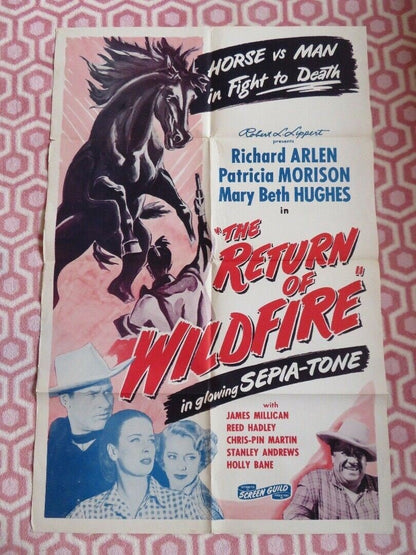 HORSE vs MAN
in Fight to Death
Robert L. Lippert
presents
Richard ARLEN
Patricia MORISON
Mary Beth HUGHES
in
"THE
RETURN
OF
WILDFIRE"
in glowing SEPIA-TONE
with
JAMES MILLICAN
REED HADLEY
CHRIS-PIN MARTIN
STANLEY ANDREWS
HOLLY BANE
SCREEN GUILD